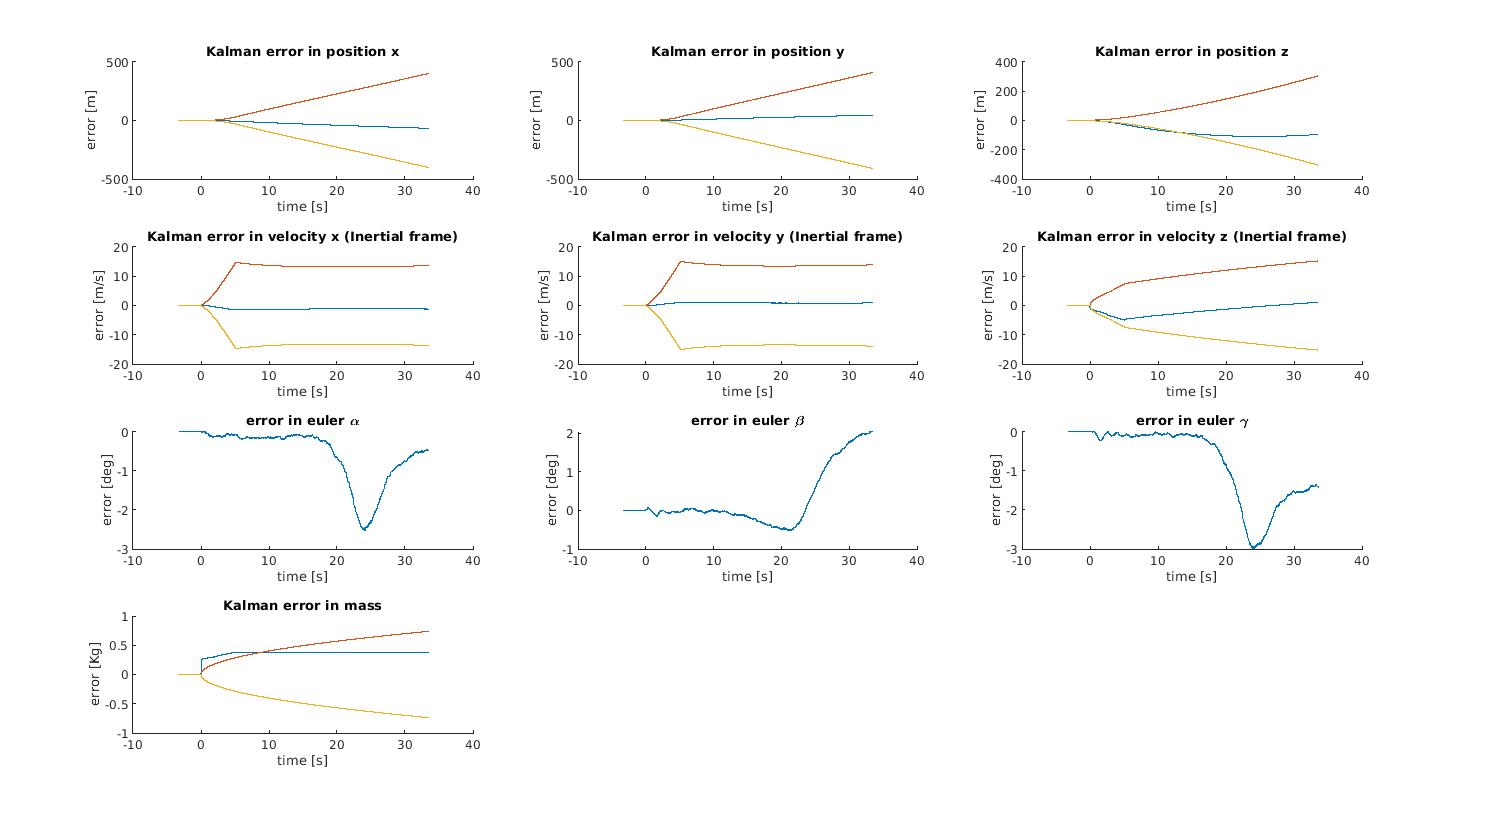 Kalman error in position x
500
0
-500
error [m]
-10 0 10 20 30 40
time [s]
Kalman error in position y
500
0
-500
error [m]
-10 0 10 20 30 40
time [s]
Kalman error in position z
400
200
0
-200
-400
error [m]
-10 0 10 20 30 40
time [s]
Kalman error in velocity x (Inertial frame)
20
10
0
-10
-20
error [m/s]
-10 0 10 20 30 40
time [s]
Kalman error in velocity y (Inertial frame)
20
10
0
-10
-20
error [m/s]
-10 0 10 20 30 40
time [s]
Kalman error in velocity z (Inertial frame)
20
10
0
-10
-20
error [m/s]
-10 0 10 20 30 40
time [s]
error in euler α
0
-1
-2
-3
error [deg]
-10 0 10 20 30 40
time [s]
error in euler β
2
1
0
-1
error [deg]
-10 0 10 20 30 40
time [s]
error in euler γ
0
-1
-2
-3
error [deg]
-10 0 10 20 30 40
time [s]
Kalman error in mass
1
0.5
0
-0.5
-1
error [Kg]
-10 0 10 20 30 40
time [s]